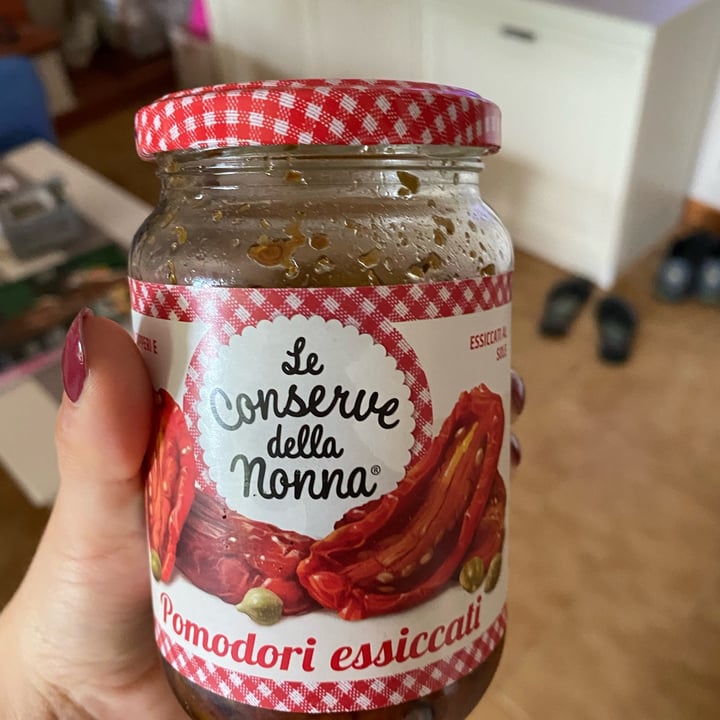 ESSICCATI AL
SOLE
Le
Conserve
della
Nonna®
Pomodori essiccati